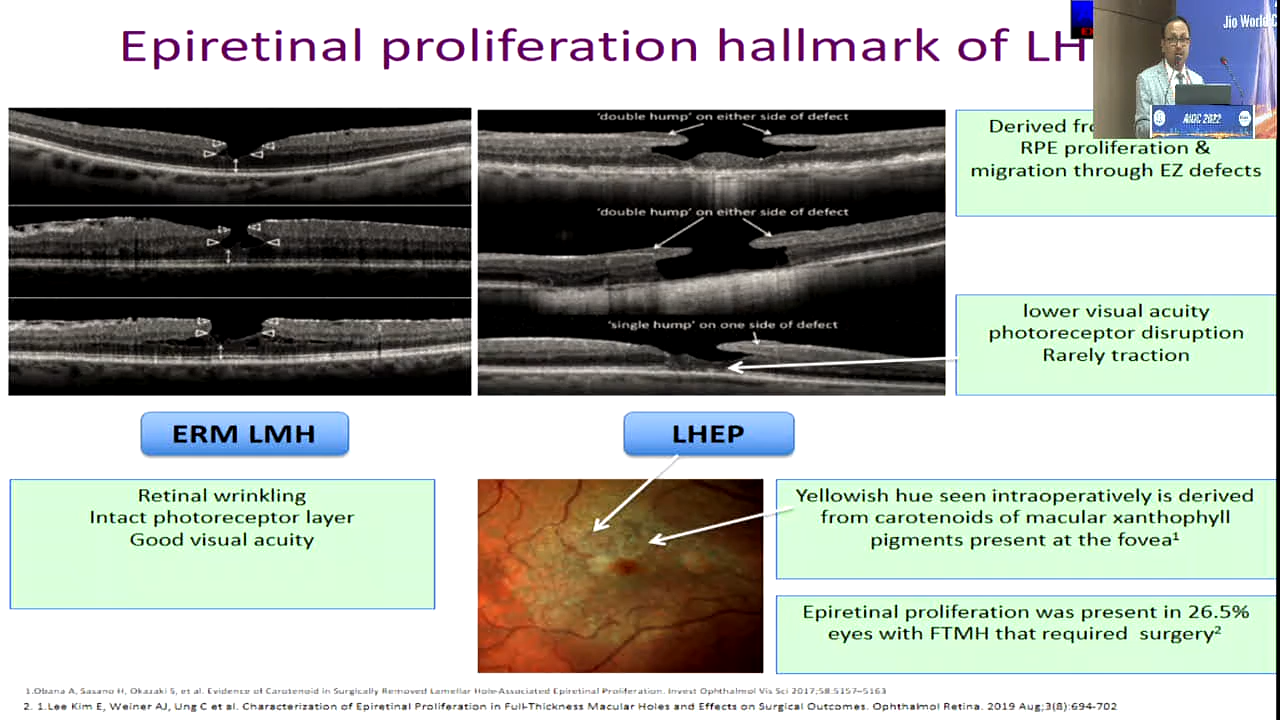 Epiretinal proliferation hallmark of LH
Jio World
AIOC 2022
'double hump' on either side of defect
'double hump' on either side of defect
'single hump' on one side of defect
Derived
RPE proliferation &
migration through EZ defects
lower visual acuity
photoreceptor disruption
Rarely traction
ERM LMH
LHEP
Retinal wrinkling
Intact photoreceptor layer
Good visual acuity
Yellowish hue seen intraoperatively is derived
from carotenoids of macular xanthophyll
pigments present at the fovea¹
Epiretinal proliferation was present in 26.5%
eyes with FTMH that required surgery²
1.Obana A, Sasano H, Okazaki S, et al. Evidence of Carotenoid in Surgically Removed Lamellar Hole-Associated Epiretinal Proliferation. Invest Ophthalmol Vis Sci 2017;58:5157–5163
2. 1.Lee Kim E, Weiner AJ, Ung C et al. Characterization of Epiretinal Proliferation in Full-Thickness Macular Holes and Effects on Surgical Outcomes. Ophthalmol Retina. 2019 Aug;3(8):694-702